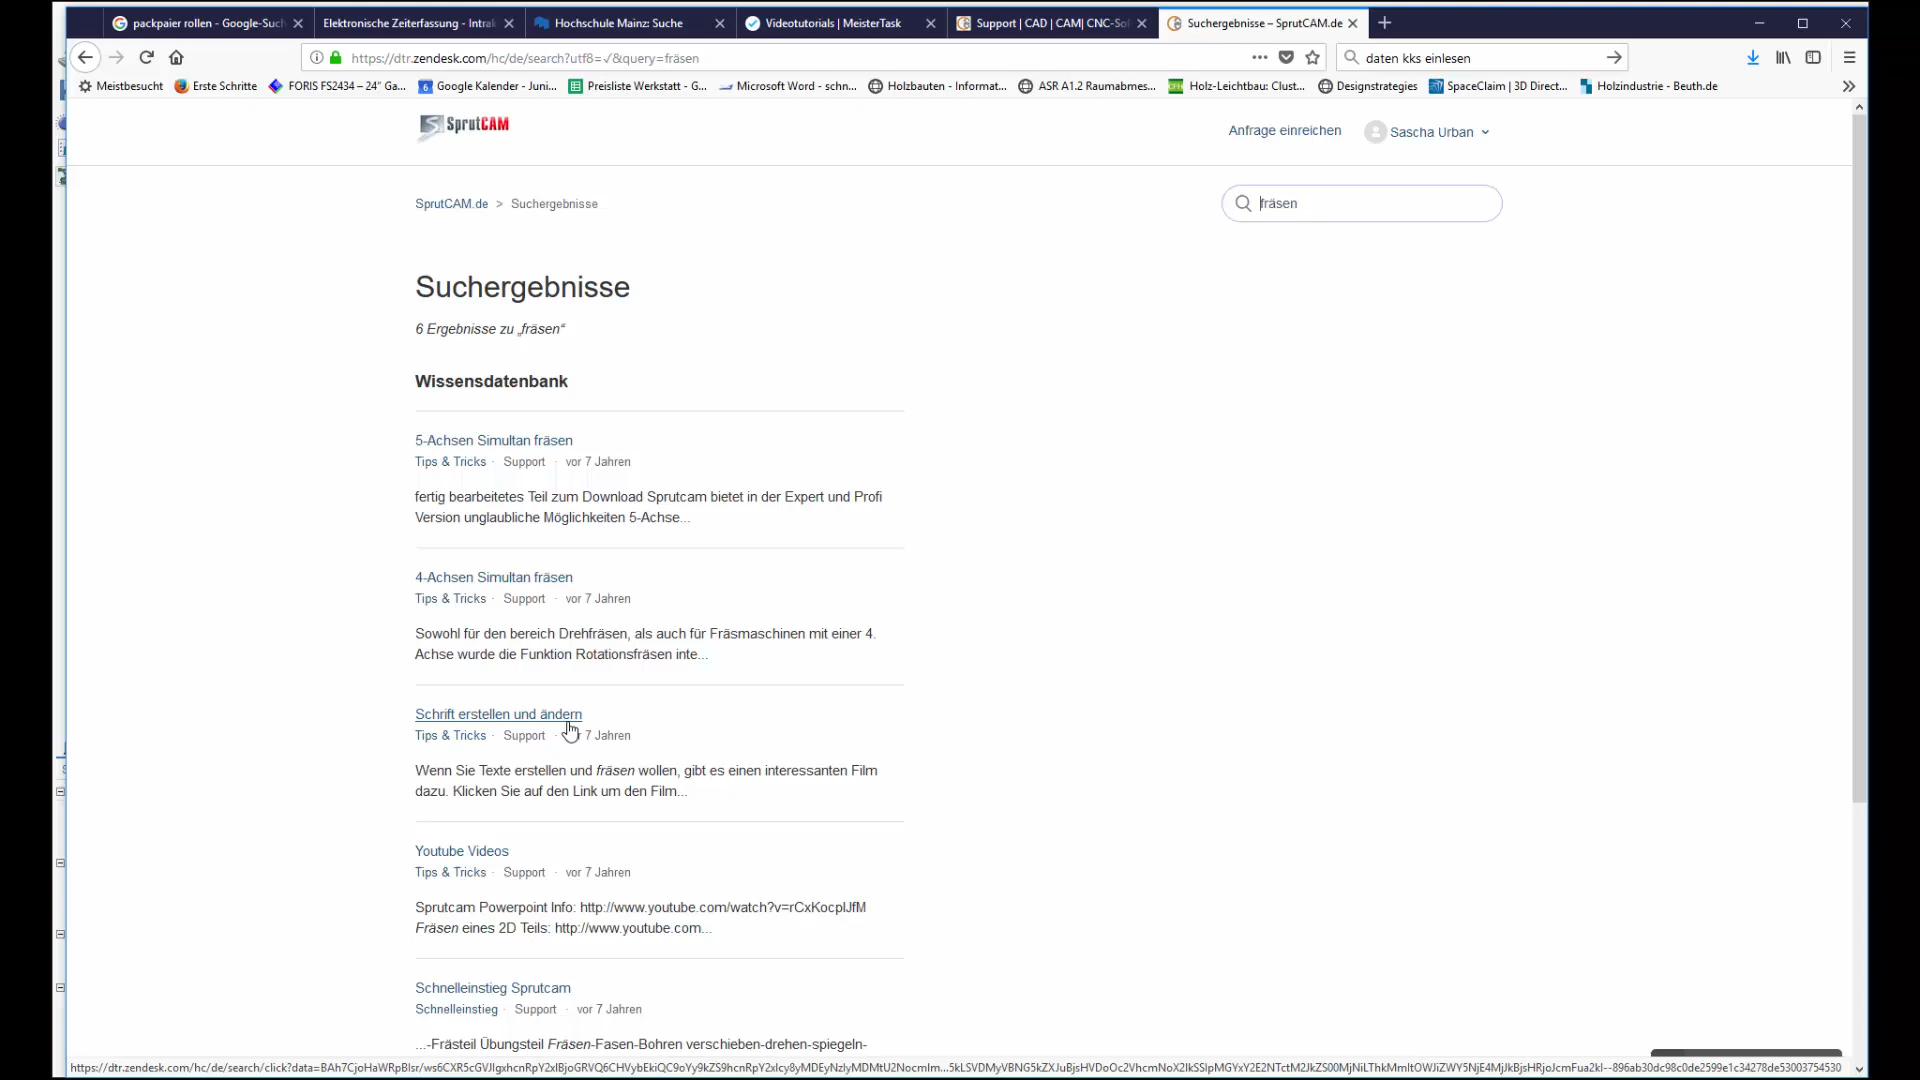 packpaier rollen - Google-Such
Elektronische Zeiterfassung - Intra
Hochschule Mainz: Suche
Videotutorials | MeisterTask
Support | CAD | CAM| CNC-So
Suchergebnisse – SprutCAM.de
https://dtr.zendesk.com/hc/de/search?utf8=✓&query=fräsen
daten kks einlesen
Meistbesucht
Erste Schritte
FORIS FS2434 – 24" Ga...
Google Kalender - Juni...
Preisliste Werkstatt - G...
Microsoft Word - schn...
Holzbauten - Informat...
ASR A1.2 Raumabmes...
Holz-Leichtbau: Clust...
Designstrategies
SpaceClaim | 3D Direct...
Holzindustrie - Beuth.de
SprutCAM
Anfrage einreichen
Sascha Urban
SprutCAM.de > Suchergebnisse
fräsen
Suchergebnisse
6 Ergebnisse zu „fräsen“
Wissensdatenbank
5-Achsen Simultan fräsen
Tips & Tricks · Support · vor 7 Jahren
fertig bearbeitetes Teil zum Download Sprutcam bietet in der Expert und Profi
Version unglaubliche Möglichkeiten 5-Achse...
4-Achsen Simultan fräsen
Tips & Tricks · Support · vor 7 Jahren
Sowohl für den bereich Drehfräsen, als auch für Fräsmaschinen mit einer 4.
Achse wurde die Funktion Rotationsfräsen inte...
Schrift erstellen und ändern
Tips & Tricks · Support · 7 Jahren
Wenn Sie Texte erstellen und fräsen wollen, gibt es einen interessanten Film
dazu. Klicken Sie auf den Link um den Film...
Youtube Videos
Tips & Tricks · Support · vor 7 Jahren
Sprutcam Powerpoint Info: http://www.youtube.com/watch?v=rCxKocpIJfM
Fräsen eines 2D Teils: http://www.youtube.com...
Schnelleinstieg Sprutcam
Schnelleinstieg · Support · vor 7 Jahren
...-Frästeil Übungsteil Fräsen-Fasen-Bohren verschieben-drehen-spiegeln-